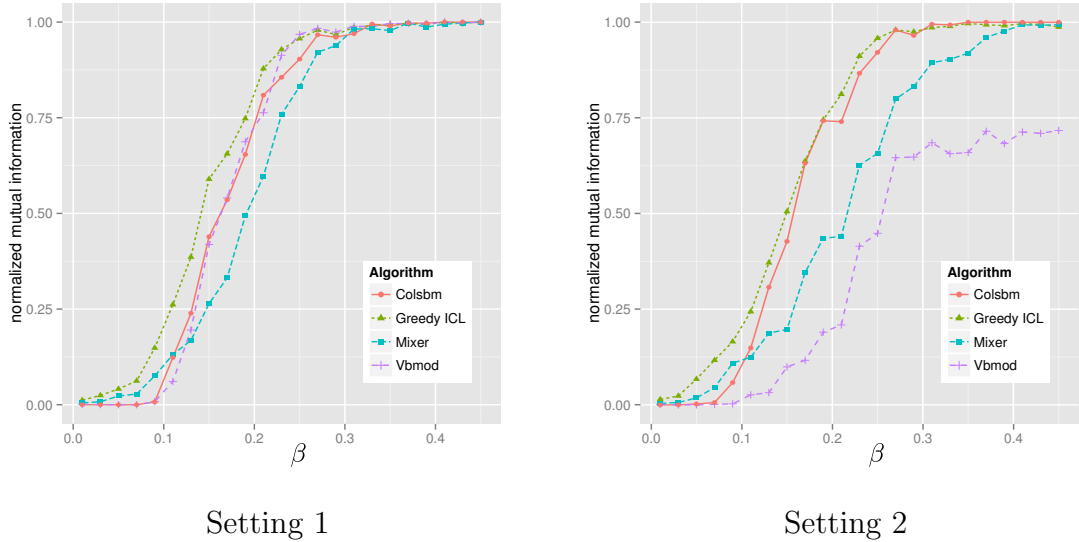 1.00
0.75
0.50
0.25
0.00
normalized mutual information
0.0
0.1
0.2
0.3
0.4
β
Algorithm
Colsbm
Greedy ICL
Mixer
Vbmod
Setting 1
1.00
0.75
0.50
0.25
0.00
normalized mutual information
0.0
0.1
0.2
0.3
0.4
β
Algorithm
Colsbm
Greedy ICL
Mixer
Vbmod
Setting 2